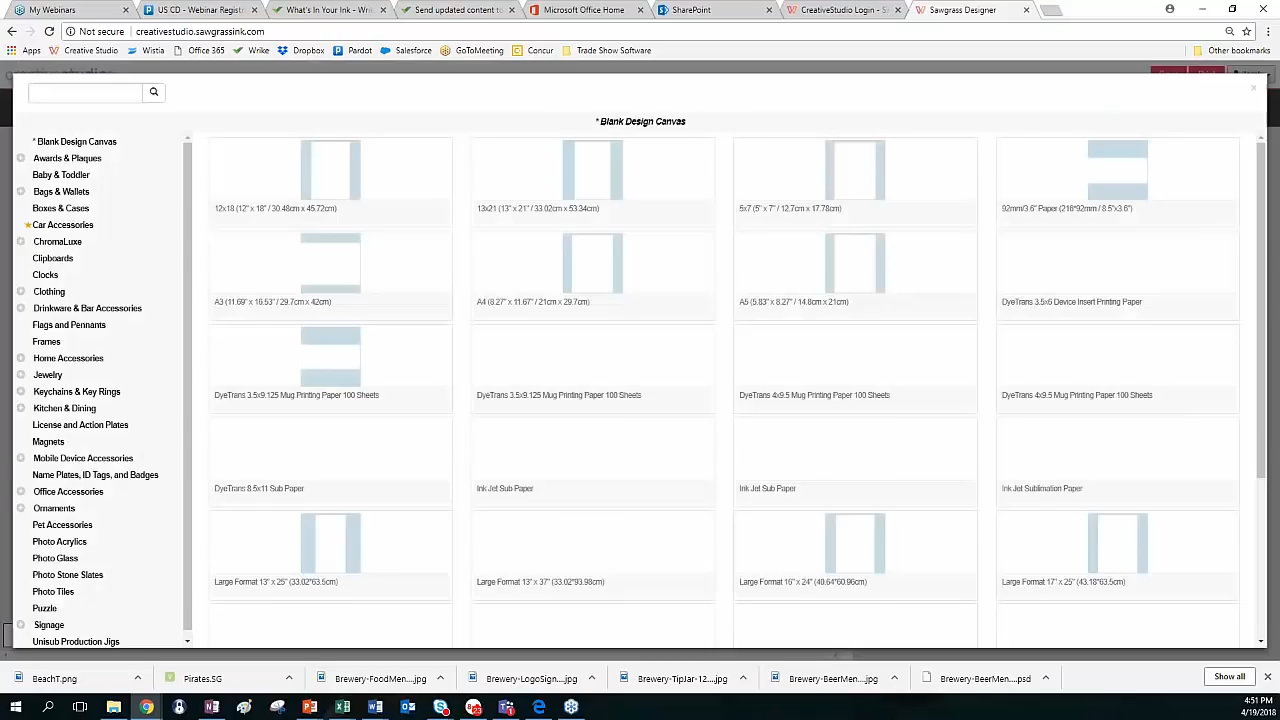 My Webinars
US CD - Webinar Registr
What's In Your Ink - Wri
Send updated content to
Microsoft Office Home
SharePoint
CreativeStudio Login - Sa
Sawgrass Designer
Not secure
creativestudio.sawgrassink.com
Apps
Creative Studio
Wistia
Office 365
Wrike
Dropbox
Pardot
Salesforce
GoToMeeting
Concur
Trade Show Software
Other bookmarks
* Blank Design Canvas
* Blank Design Canvas
Awards & Plaques
Baby & Toddler
Bags & Wallets
Boxes & Cases
Car Accessories
ChromaLuxe
Clipboards
Clocks
Clothing
Drinkware & Bar Accessories
Flags and Pennants
Frames
Home Accessories
Jewelry
Keychains & Key Rings
Kitchen & Dining
License and Action Plates
Magnets
Mobile Device Accessories
Name Plates, ID Tags, and Badges
Office Accessories
Ornaments
Pet Accessories
Photo Acrylics
Photo Glass
Photo Stone Slates
Photo Tiles
Puzzle
Signage
Unisub Production Jigs
12x18 (12" x 18" / 30.48cm x 45.72cm)
13x21 (13" x 21" / 33.02cm x 53.34cm)
5x7 (5" x 7" / 12.7cm x 17.78cm)
92mm/3.6" Paper (216*92mm / 8.5"x3.6")
A3 (11.69" x 16.53" / 29.7cm x 42cm)
A4 (8.27" x 11.67" / 21cm x 29.7cm)
A5 (5.83" x 8.27" / 14.8cm x 21cm)
DyeTrans 3.5x6 Device Insert Printing Paper
DyeTrans 3.5x9.125 Mug Printing Paper 100 Sheets
DyeTrans 3.5x9.125 Mug Printing Paper 100 Sheets
DyeTrans 4x9.5 Mug Printing Paper 100 Sheets
DyeTrans 4x9.5 Mug Printing Paper 100 Sheets
DyeTrans 8.5x11 Sub Paper
Ink Jet Sub Paper
Ink Jet Sub Paper
Ink Jet Sublimation Paper
Large Format 13" x 25" (33.02*63.5cm)
Large Format 13" x 37" (33.02*93.98cm)
Large Format 16" x 24" (40.64*60.96cm)
Large Format 17" x 25" (43.18*63.5cm)
BeachT.png
Pirates.SG
Brewery-FoodMen....jpg
Brewery-LogoSign....jpg
Brewery-TipJar-12....jpg
Brewery-BeerMen....jpg
Brewery-BeerMen....psd
Show all
4:51 PM
4/19/2018